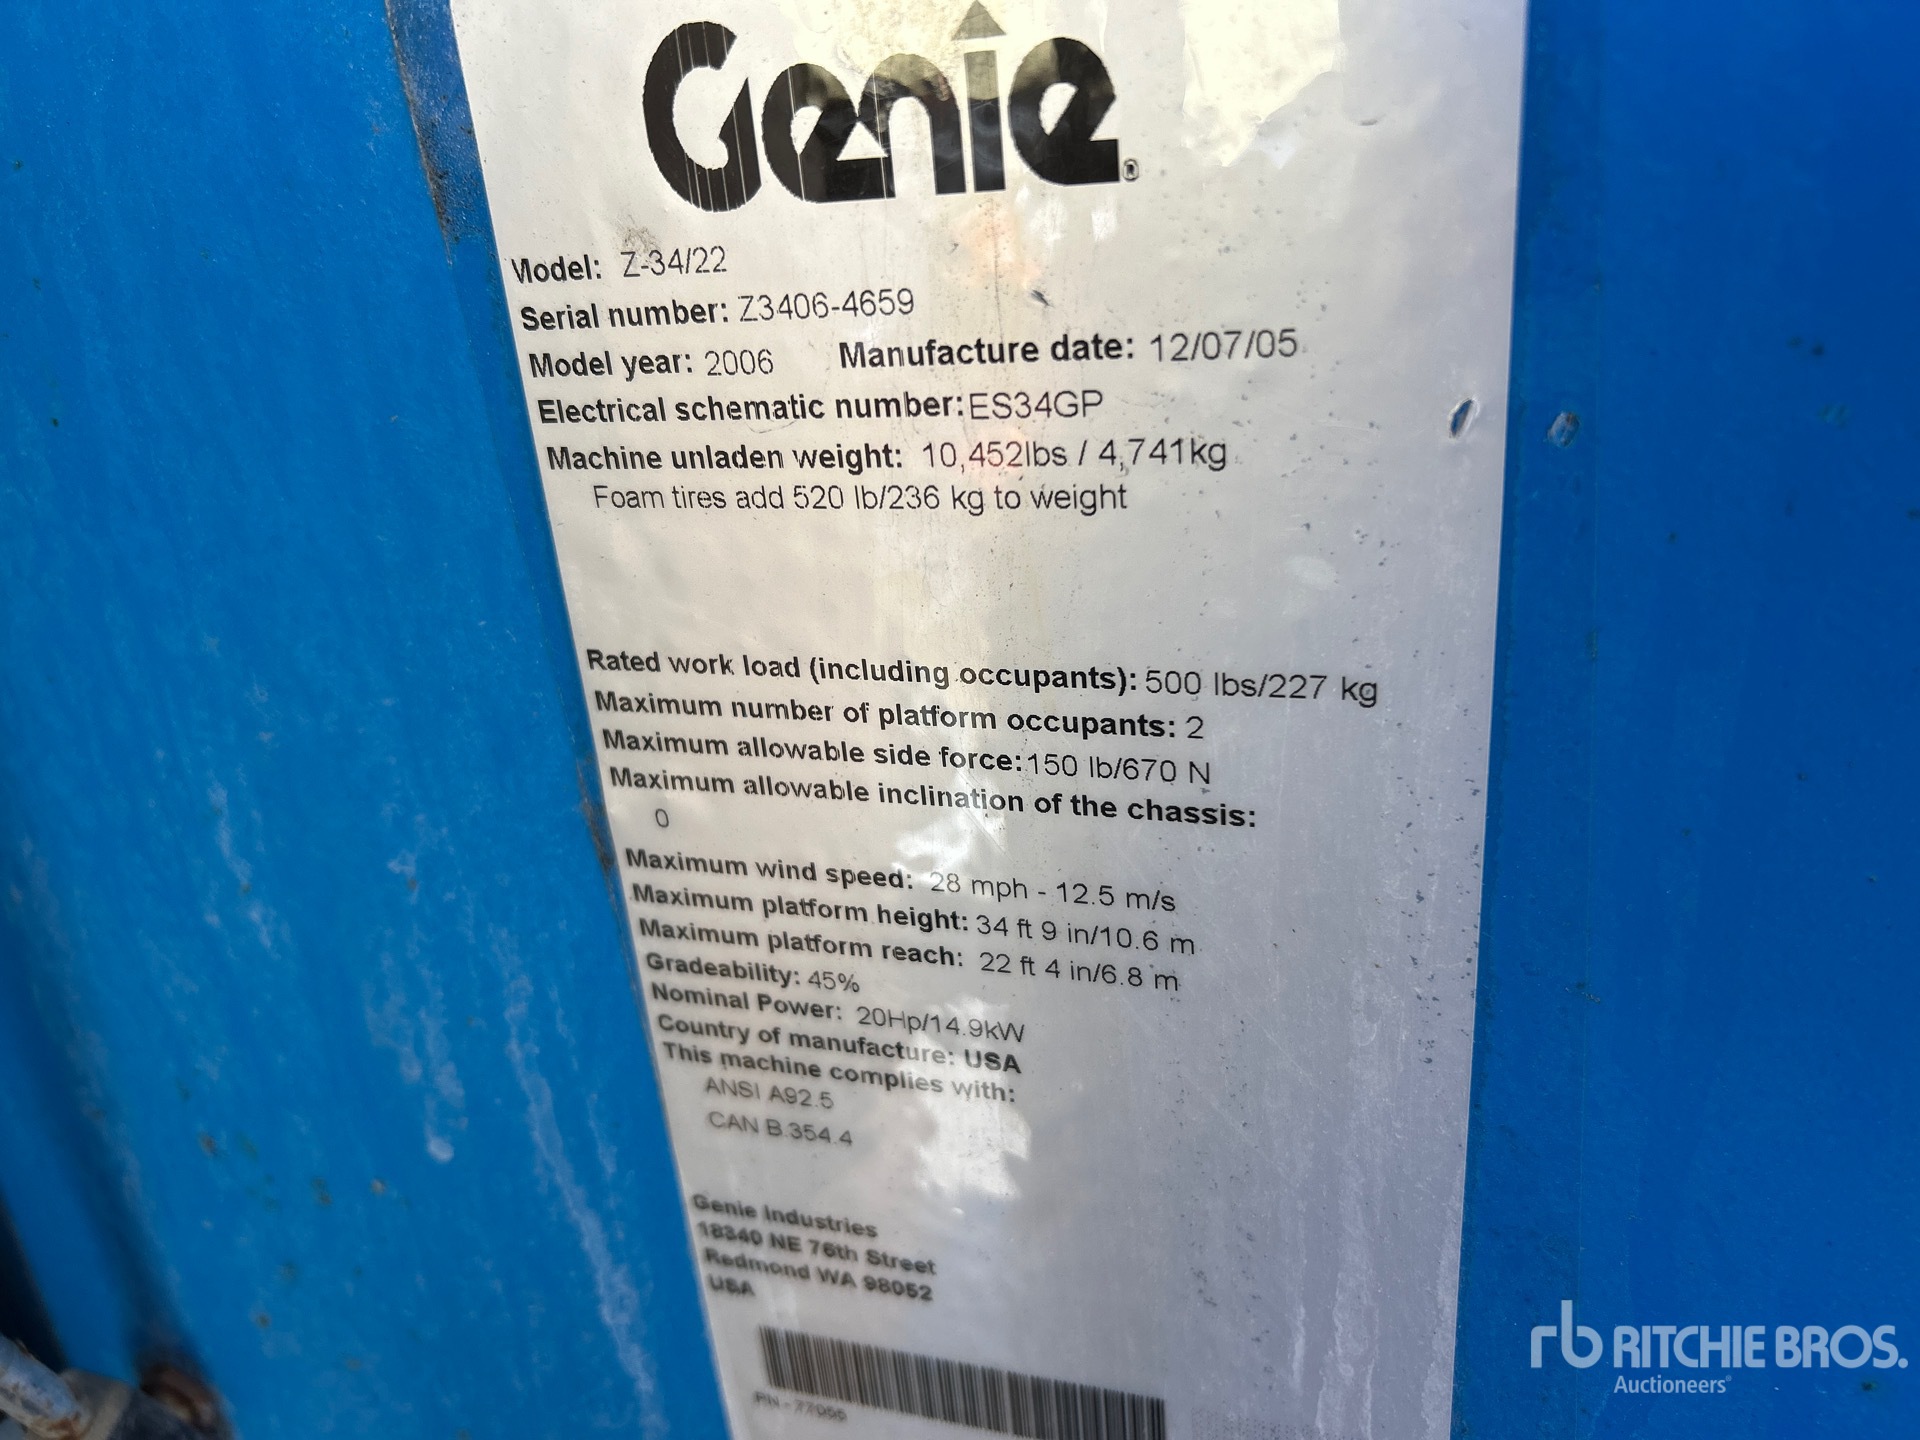 Genie®
Model: Z-34/22
Serial number: Z3406-4659
Model year: 2006 Manufacture date: 12/07/05
Electrical schematic number: ES34GP
Machine unladen weight: 10,452lbs / 4,741kg
Foam tires add 520 lb/236 kg to weight
Rated work load (including occupants): 500 lbs/227 kg
Maximum number of platform occupants: 2
Maximum allowable side force: 150 lb/670 N
Maximum allowable inclination of the chassis:
0
Maximum wind speed: 28 mph - 12.5 m/s
Maximum platform height: 34 ft 9 in/10.6 m
Maximum platform reach: 22 ft 4 in/6.8 m
Gradeability: 45%
Nominal Power: 20Hp/14.9kW
Country of manufacture: USA
This machine complies with:
ANSI A92.5
CAN B.354.4
Genie Industries
18340 NE 76th Street
Redmond WA 98052
USA
PN -
rb RITCHIE BROS.
Auctioneers®